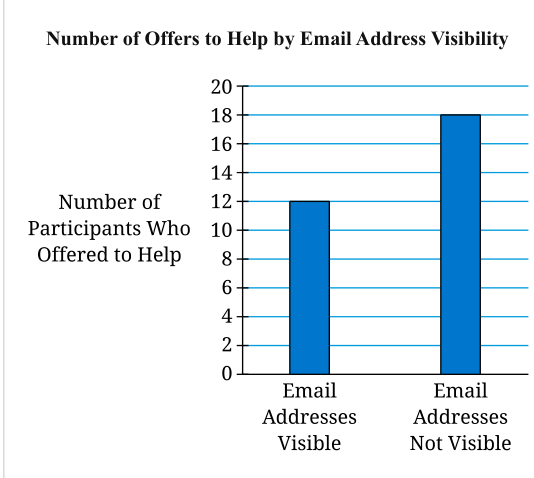 Number of Offers to Help by Email Address Visibility
20
18
16
14
12
10
8
6
4
2
0
Number of
Participants Who
Offered to Help
Email
Addresses
Visible
Email
Addresses
Not Visible